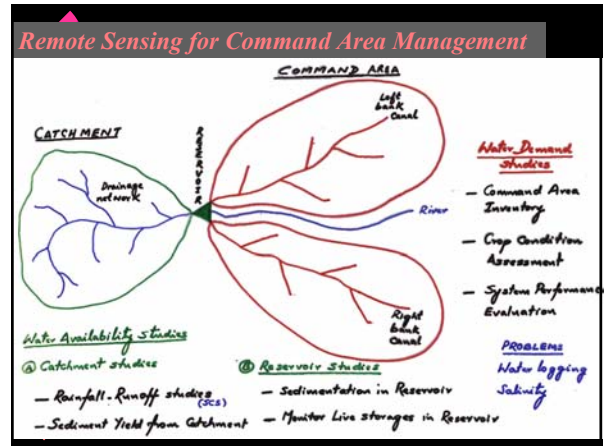 Remote Sensing for Command Area Management
COMMAND AREA
Left
bank
Canal
CATCHMENT
RESERVOIR
Drainage
network
River
Right
bank
Canal
Water Demand
Studies
— Command Area
Inventory
— Crop Condition
Assessment
— System Performance
Evaluation
PROBLEMS
Water logging
Salinity
Water Availability Studies
A Catchment studies
— Rainfall-Runoff studies
(SCS)
— Sediment Yield from Catchment
B Reservoir Studies
— Sedimentation in Reservoir
— Monitor Live storages in Reservoir